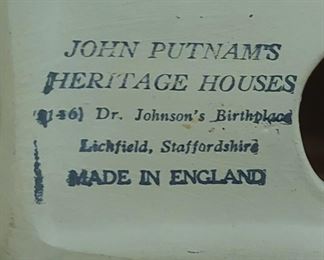 JOHN PUTNAM'S
HERITAGE HOUSES
Dr. Johnson's Birthplace
Lichfield, Staffordshire
MADE IN ENGLAND